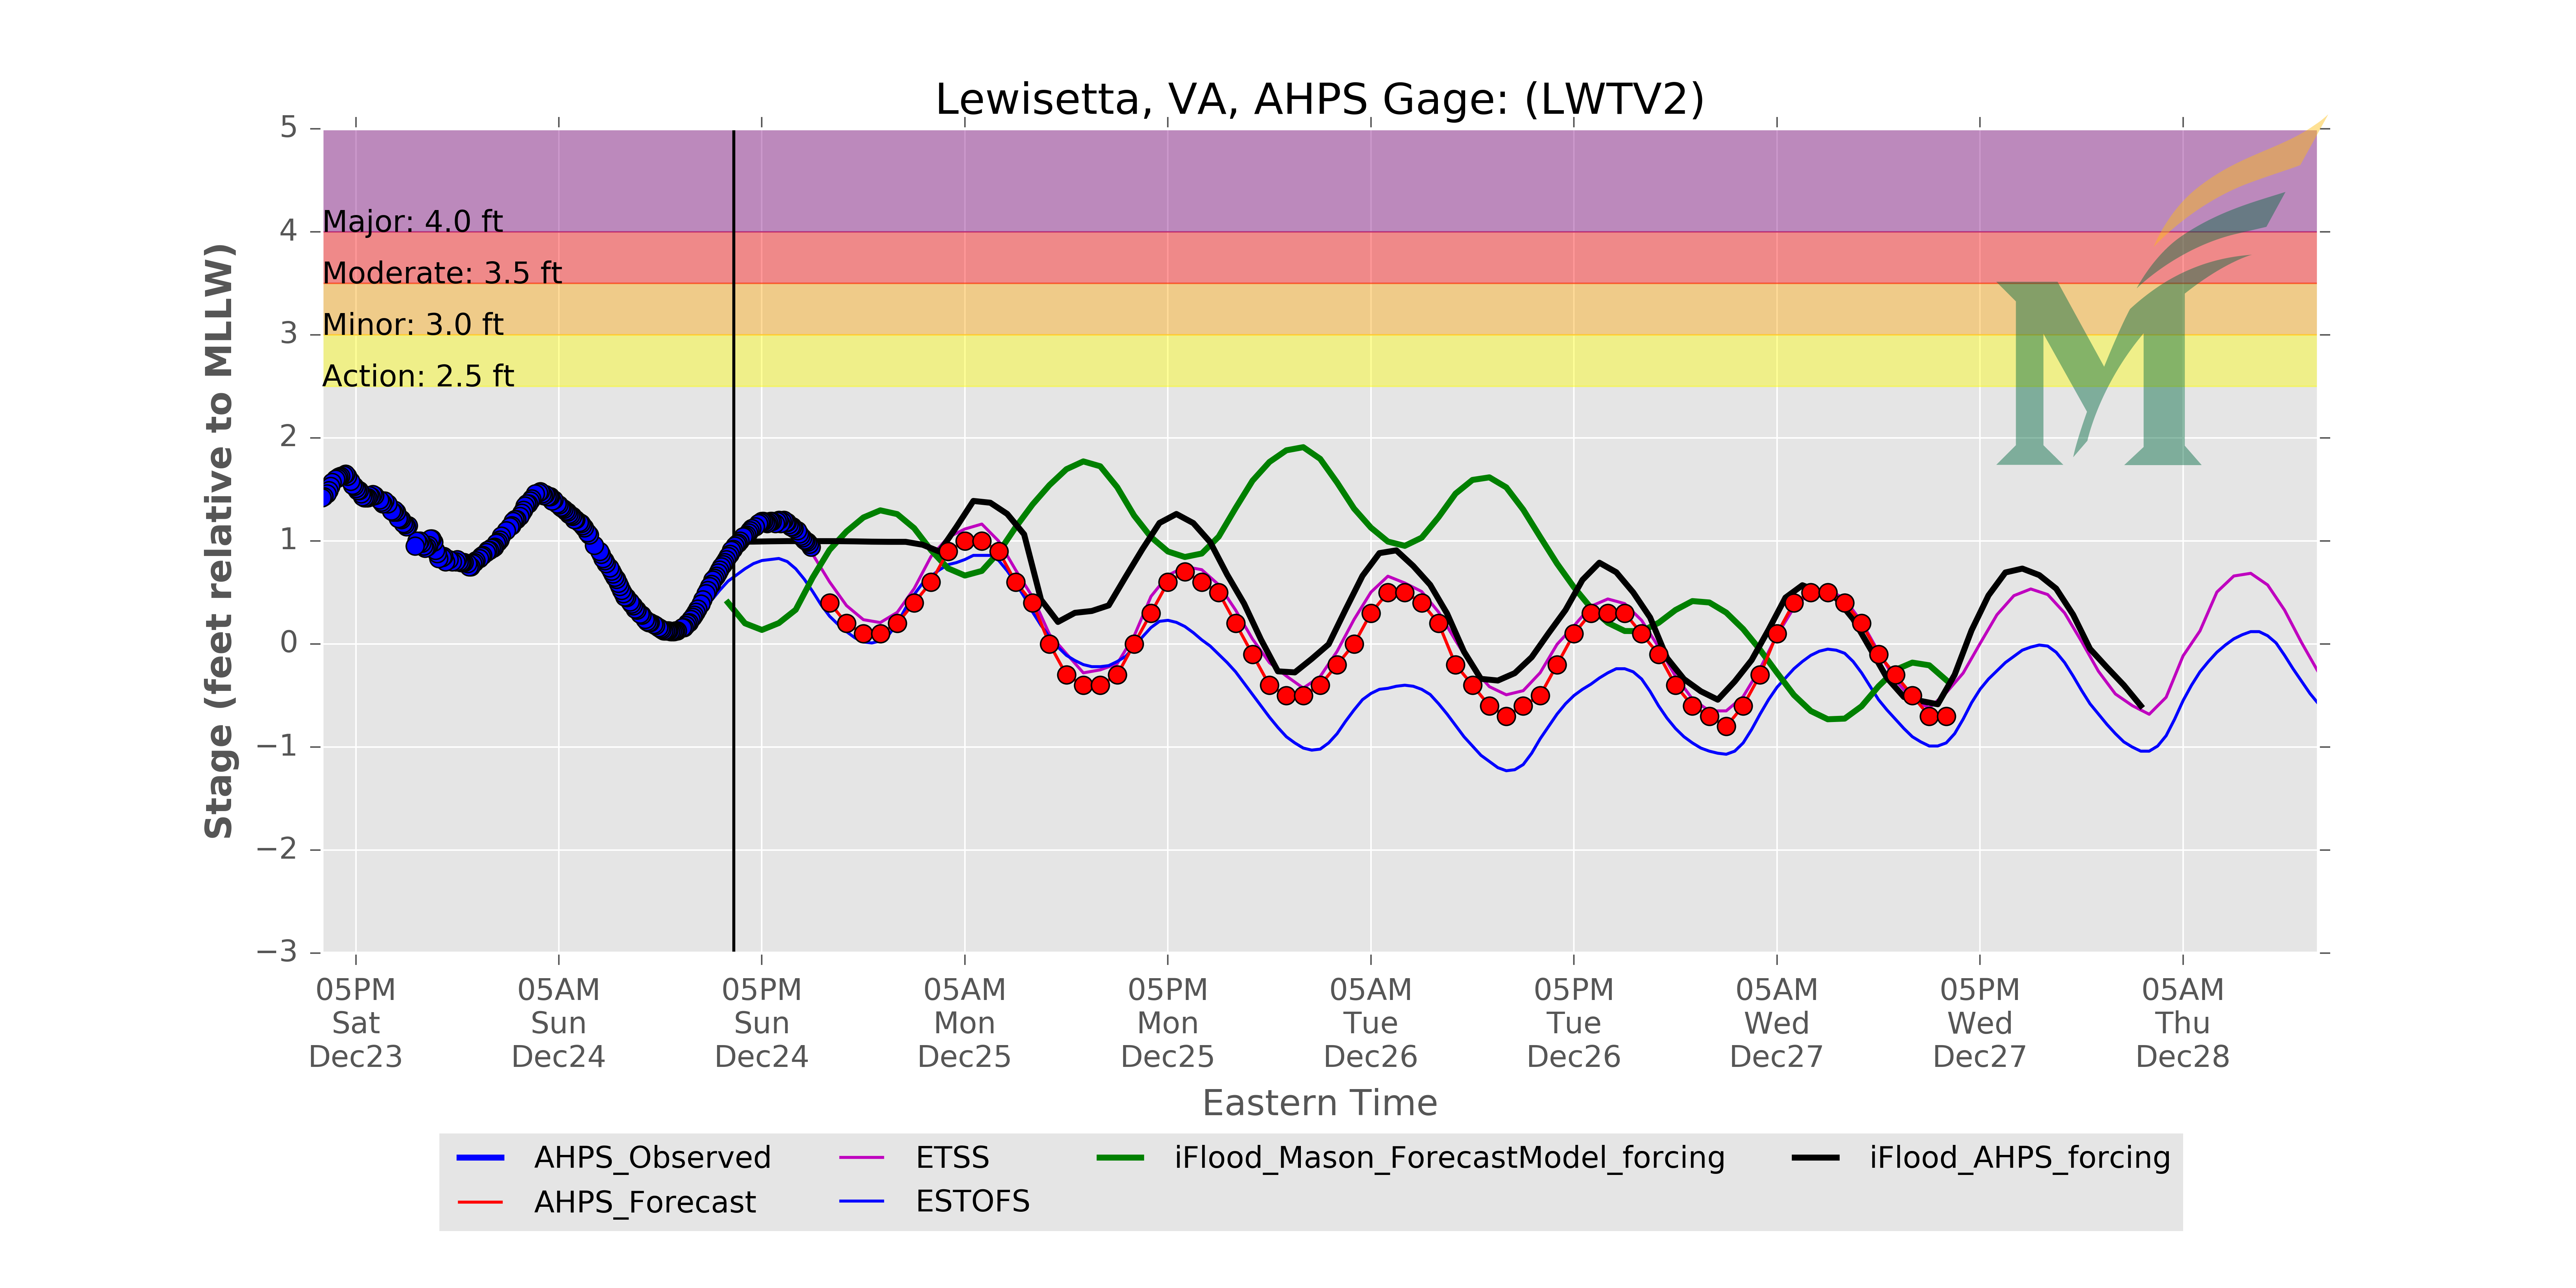 Lewisetta, VA, AHPS Gage: (LWTV2)
5
4
3
2
1
0
−1
−2
−3
Stage (feet relative to MLLW)
Major: 4.0 ft
Moderate: 3.5 ft
Minor: 3.0 ft
Action: 2.5 ft
M
05PM Sat Dec23
05AM Sun Dec24
05PM Sun Dec24
05AM Mon Dec25
05PM Mon Dec25
05AM Tue Dec26
05PM Tue Dec26
05AM Wed Dec27
05PM Wed Dec27
05AM Thu Dec28
Eastern Time
AHPS_Observed
AHPS_Forecast
ETSS
ESTOFS
iFlood_Mason_ForecastModel_forcing
iFlood_AHPS_forcing